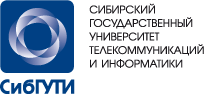 СИБИРСКИЙ
ГОСУДАРСТВЕННЫЙ
УНИВЕРСИТЕТ
ТЕЛЕКОММУНИКАЦИЙ
И ИНФОРМАТИКИ
СибГУТИ